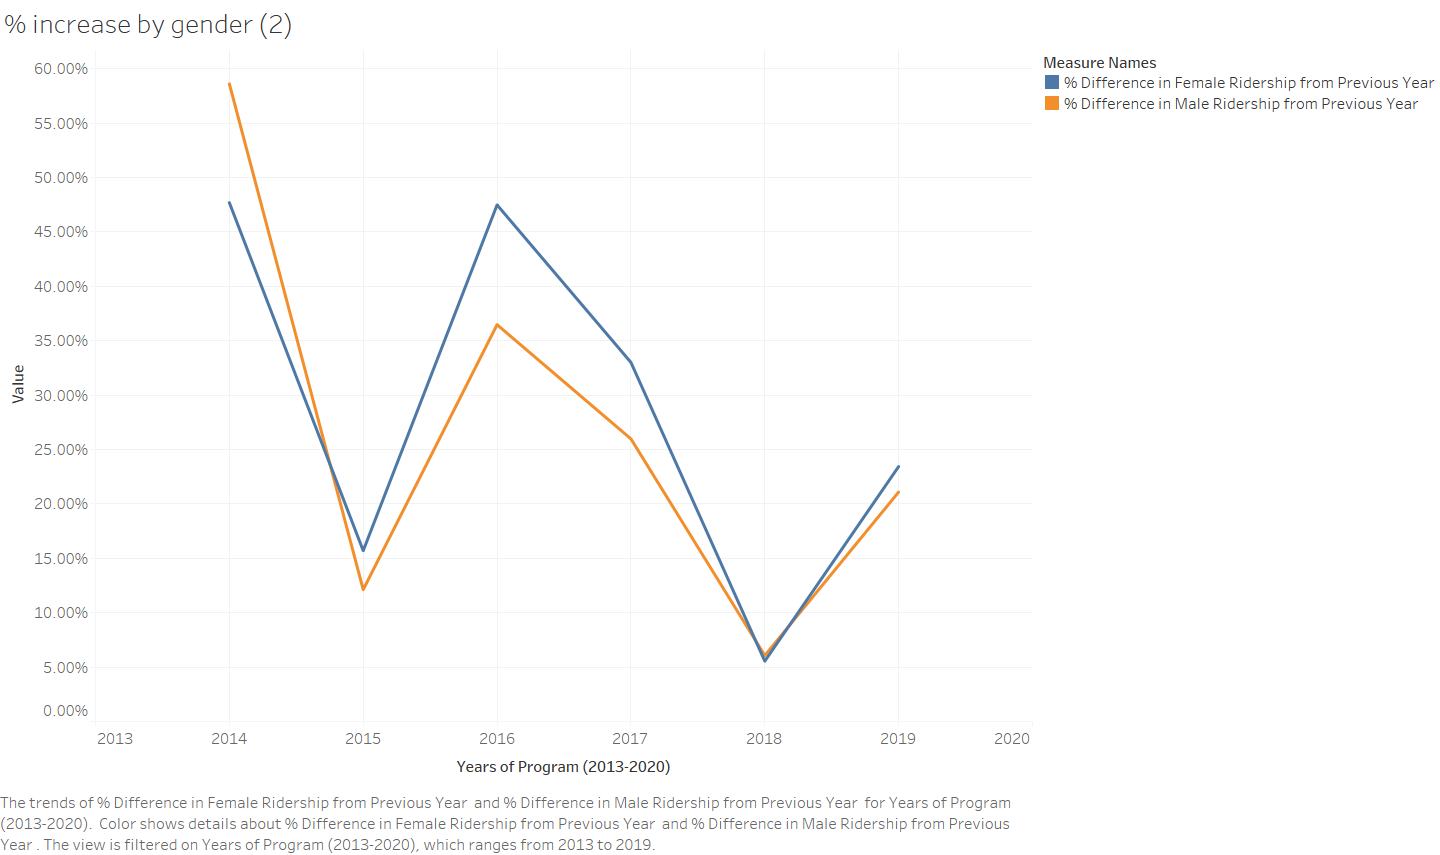 % increase by gender (2)
Measure Names
% Difference in Female Ridership from Previous Year
% Difference in Male Ridership from Previous Year
60.00%
55.00%
50.00%
45.00%
40.00%
35.00%
30.00%
25.00%
20.00%
15.00%
10.00%
5.00%
0.00%
Value
2013 2014 2015 2016 2017 2018 2019 2020
Years of Program (2013-2020)
The trends of % Difference in Female Ridership from Previous Year and % Difference in Male Ridership from Previous Year for Years of Program
(2013-2020). Color shows details about % Difference in Female Ridership from Previous Year and % Difference in Male Ridership from Previous
Year . The view is filtered on Years of Program (2013-2020), which ranges from 2013 to 2019.